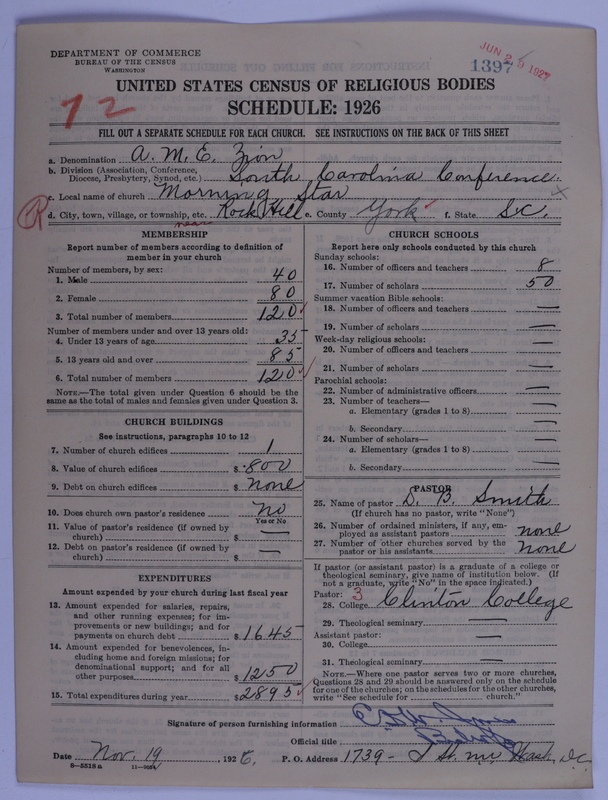 DEPARTMENT OF COMMERCE
BUREAU OF THE CENSUS
WASHINGTON
1397
JUN 25 1927
72
UNITED STATES CENSUS OF RELIGIOUS BODIES
SCHEDULE: 1926
FILL OUT A SEPARATE SCHEDULE FOR EACH CHURCH. SEE INSTRUCTIONS ON THE BACK OF THIS SHEET
a. Denomination A. M. E. Zion
b. Division (Association, Conference, Diocese, Presbytery, Synod, etc.) South Carolina Conference.
c. Local name of church Morning Star
R
d. City, town, village, or township, etc. near Rock Hill e. County York f. State S.C.
MEMBERSHIP
Report number of members according to definition of member in your church
Number of members, by sex:
1. Male 40
2. Female 80
3. Total number of members 120
Number of members under and over 13 years old:
4. Under 13 years of age 35
5. 13 years old and over 85
6. Total number of members 120
NOTE.—The total given under Question 6 should be the same as the total of males and females given under Question 3.
CHURCH BUILDINGS
See instructions, paragraphs 10 to 12
7. Number of church edifices 1
8. Value of church edifices $ 800
9. Debt on church edifices $ none
10. Does church own pastor's residence no
Yes or No
11. Value of pastor's residence (if owned by church) $ —
12. Debt on pastor's residence (if owned by church) $ —
EXPENDITURES
Amount expended by your church during last fiscal year
13. Amount expended for salaries, repairs, and other running expenses; for improvements or new buildings; and for payments on church debt $ 1645
14. Amount expended for benevolences, including home and foreign missions; for denominational support; and for all other purposes $ 1250
15. Total expenditures during year $ 2895
CHURCH SCHOOLS
Report here only schools conducted by this church
Sunday schools:
16. Number of officers and teachers 8
17. Number of scholars 50
Summer vacation Bible schools:
18. Number of officers and teachers —
19. Number of scholars —
Week-day religious schools:
20. Number of officers and teachers —
21. Number of scholars —
Parochial schools:
22. Number of administrative officers —
23. Number of teachers—
a. Elementary (grades 1 to 8) —
b. Secondary —
24. Number of scholars—
a. Elementary (grades 1 to 8) —
b. Secondary —
PASTOR
25. Name of pastor D. B. Smith
(If church has no pastor, write "None")
26. Number of ordained ministers, if any, employed as assistant pastors none
27. Number of other churches served by the pastor or his assistants None
If pastor (or assistant pastor) is a graduate of a college or theological seminary, give name of institution below. (If not a graduate, write "No" in the space indicated.)
Pastor: 3
28. College Clinton College
29. Theological seminary —
Assistant pastor:
30. College —
31. Theological seminary —
NOTE.—Where one pastor serves two or more churches, Questions 28 and 29 should be answered only on the schedule for one of the churches; on the schedules for the other churches, write "See schedule for church."
Signature of person furnishing information
Official title
Date Nov. 19, 1926. P. O. Address 1739- St. nw Wash, D.C.
8—5518a 11—9084